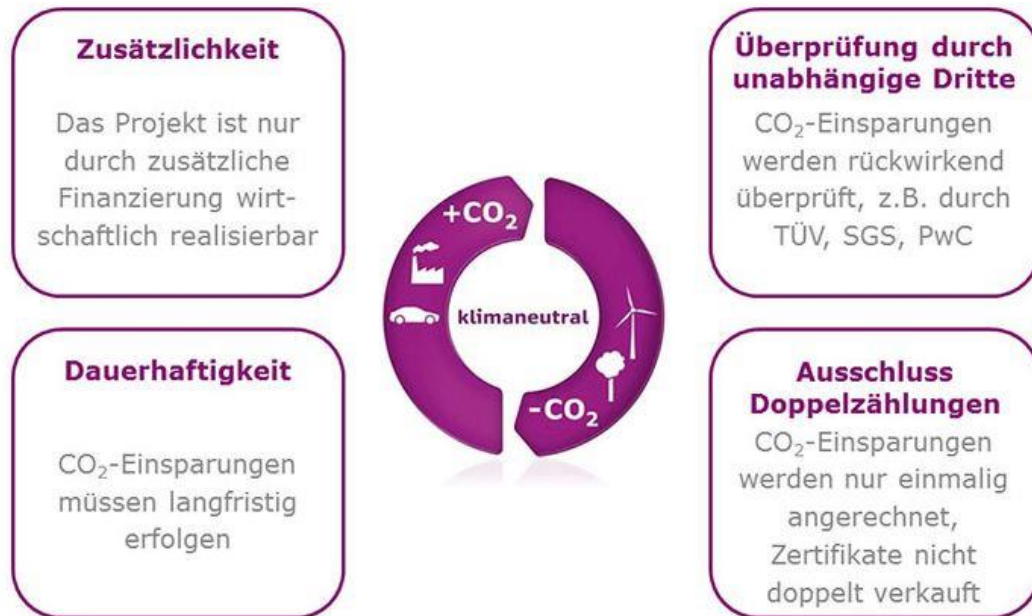 Zusätzlichkeit
Das Projekt ist nur
durch zusätzliche
Finanzierung wirt-
schaftlich realisierbar
Überprüfung durch
unabhängige Dritte
CO₂-Einsparungen
werden rückwirkend
überprüft, z.B. durch
TÜV, SGS, PwC
+CO₂
klimaneutral
-CO₂
Dauerhaftigkeit
CO₂-Einsparungen
müssen langfristig
erfolgen
Ausschluss
Doppelzählungen
CO₂-Einsparungen
werden nur einmalig
angerechnet,
Zertifikate nicht
doppelt verkauft